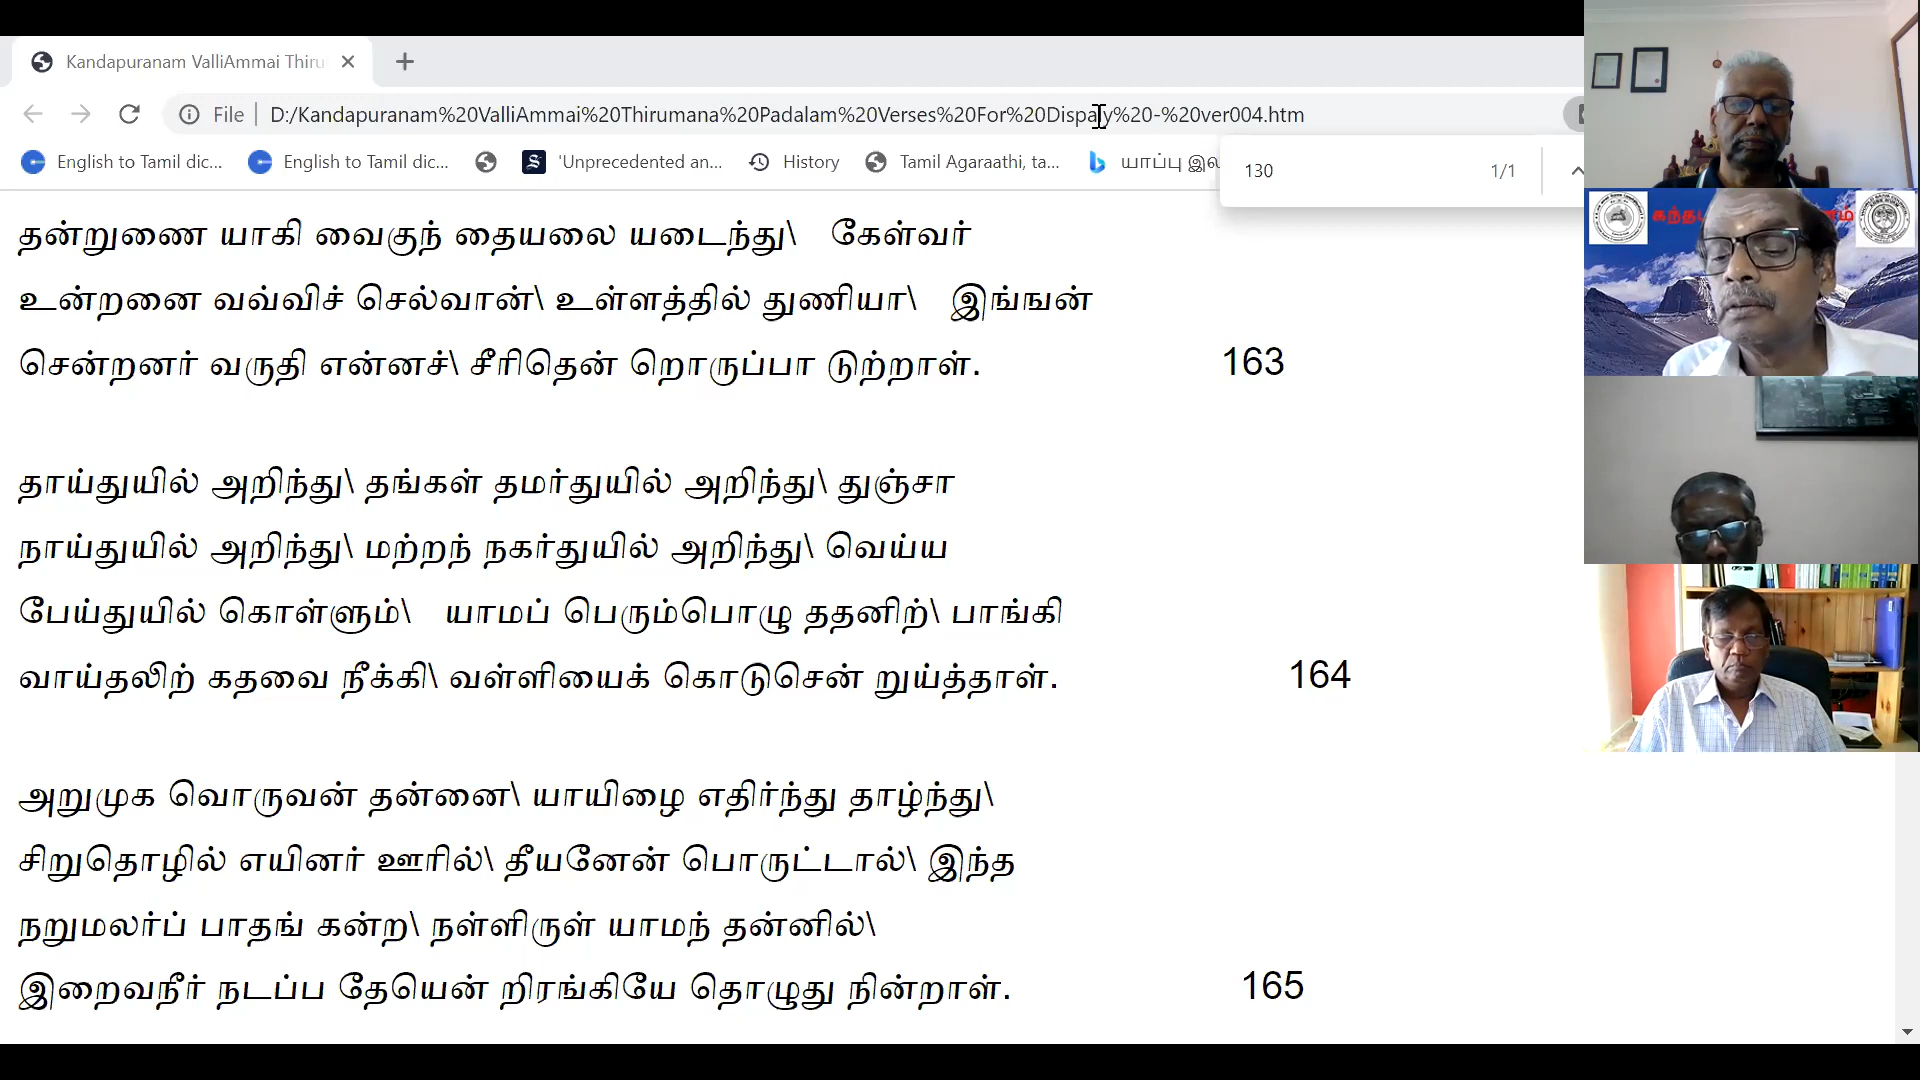 Kandapuranam ValliAmmai Thiru
File D:/Kandapuranam%20ValliAmmai%20Thirumana%20Padalam%20Verses%20For%20Dispaly%20-%20ver004.htm
English to Tamil dic... English to Tamil dic... 'Unprecedented an... History Tamil Agaraathi, ta... யாப்பு
130 1/1
தன்றுணை யாகி வைகுந் தையலை யடைந்து\ கேள்வர்
உன்றனை வவ்விச் செல்வான்\ உள்ளத்தில் துணியா\ இங்ஙன்
சென்றனர் வருதி என்னச்\ சீரிதென் றொருப்பா டுற்றாள். 163
தாய்துயில் அறிந்து\ தங்கள் தமர்துயில் அறிந்து\ துஞ்சா
நாய்துயில் அறிந்து\ மற்றந் நகர்துயில் அறிந்து\ வெய்ய
பேய்துயில் கொள்ளும்\ யாமப் பெரும்பொழு ததனிற்\ பாங்கி
வாய்தலிற் கதவை நீக்கி\ வள்ளியைக் கொடுசென் றுய்த்தாள். 164
அறுமுக வொருவன் தன்னை\ யாயிழை எதிர்ந்து தாழ்ந்து\
சிறுதொழில் எயினர் ஊரில்\ தீயனேன் பொருட்டால்\ இந்த
நறுமலர்ப் பாதங் கன்ற\ நள்ளிருள் யாமந் தன்னில்\
இறைவநீர் நடப்ப தேயென் றிரங்கியே தொழுது நின்றாள். 165